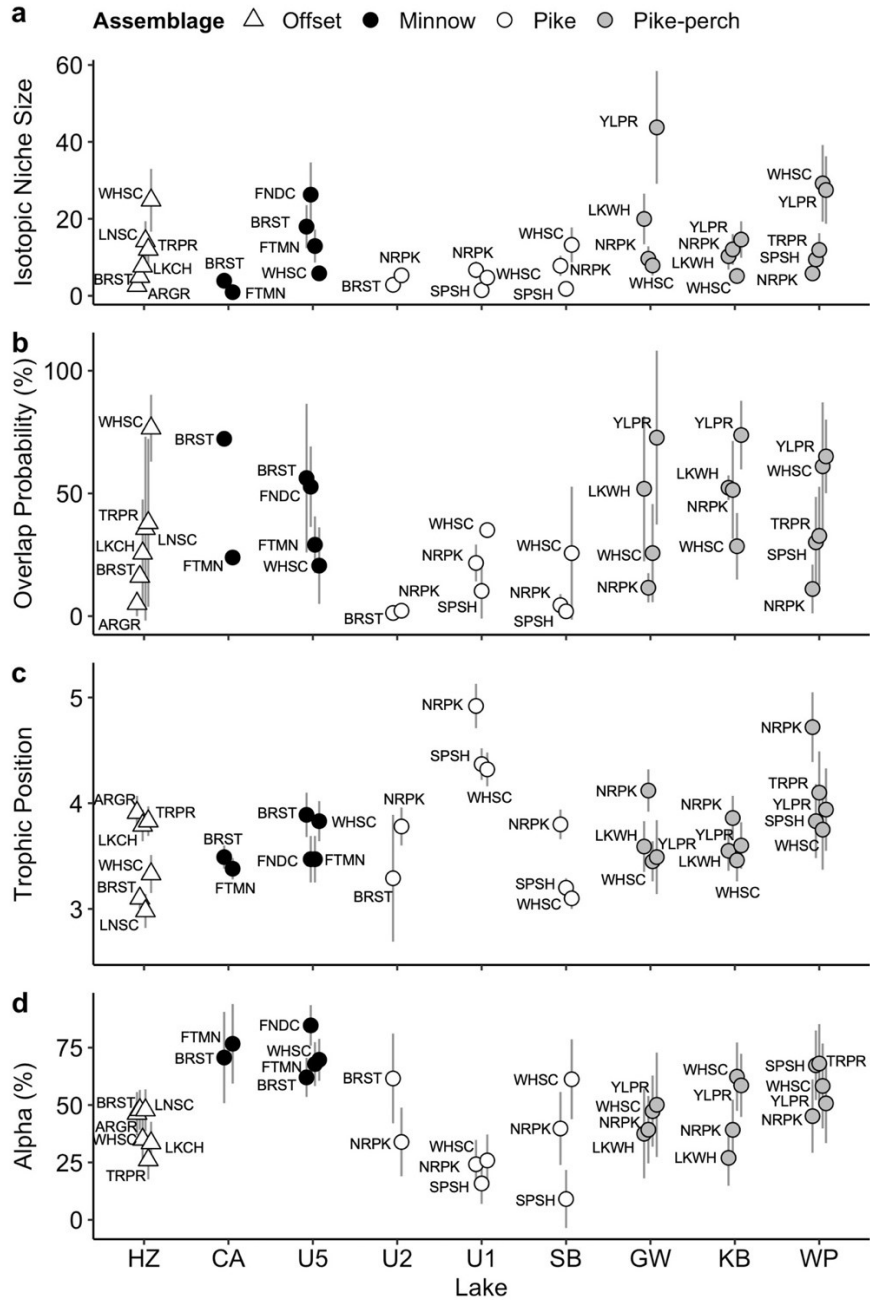 a
Assemblage Offset Minnow Pike Pike-perch
Isotopic Niche Size
60
40
20
0
WHSC
LNSC
TRPR
LKCH
BRST
ARGR
BRST
FTMN
FNDC
BRST
FTMN
WHSC
NRPK
BRST
NRPK
WHSC
SPSH
WHSC
NRPK
SPSH
YLPR
LKWH
NRPK
WHSC
YLPR
NRPK
LKWH
WHSC
WHSC
YLPR
TRPR
SPSH
NRPK
b
Overlap Probability (%)
100
50
0
WHSC
TRPR
LNSC
LKCH
BRST
ARGR
BRST
FTMN
BRST
FNDC
FTMN
WHSC
NRPK
BRST
WHSC
NRPK
SPSH
WHSC
NRPK
SPSH
YLPR
LKWH
WHSC
NRPK
YLPR
LKWH
NRPK
WHSC
YLPR
WHSC
TRPR
SPSH
NRPK
c
Trophic Position
5
4
3
ARGR
TRPR
LKCH
WHSC
BRST
LNSC
BRST
FTMN
BRST
WHSC
FNDC
FTMN
NRPK
BRST
NRPK
SPSH
WHSC
NRPK
SPSH
WHSC
NRPK
LKWH
YLPR
WHSC
NRPK
YLPR
LKWH
WHSC
NRPK
TRPR
YLPR
SPSH
WHSC
d
Alpha (%)
75
50
25
0
BRST
LNSC
ARGR
WHSC
LKCH
TRPR
FTMN
BRST
FNDC
WHSC
FTMN
BRST
BRST
NRPK
WHSC
NRPK
SPSH
WHSC
NRPK
SPSH
YLPR
WHSC
NRPK
LKWH
WHSC
YLPR
NRPK
LKWH
SPSH
TRPR
WHSC
YLPR
NRPK
HZ CA U5 U2 U1 SB GW KB WP
Lake